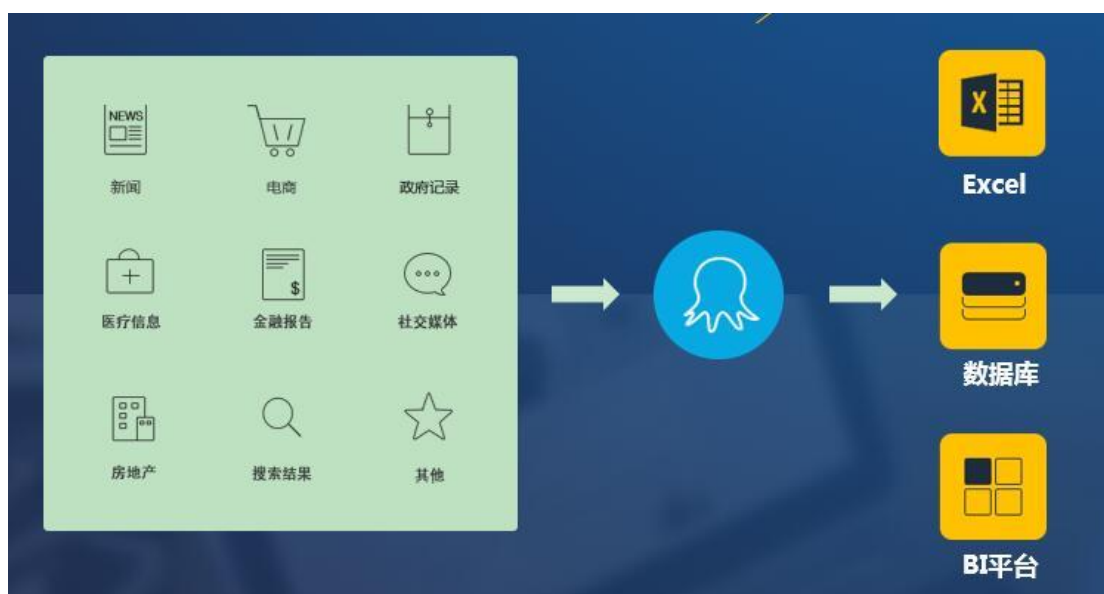 NEWS
新闻
电商
政府记录
医疗信息
$
金融报告
社交媒体
房地产
搜索结果
其他
X
Excel
数据库
BI平台